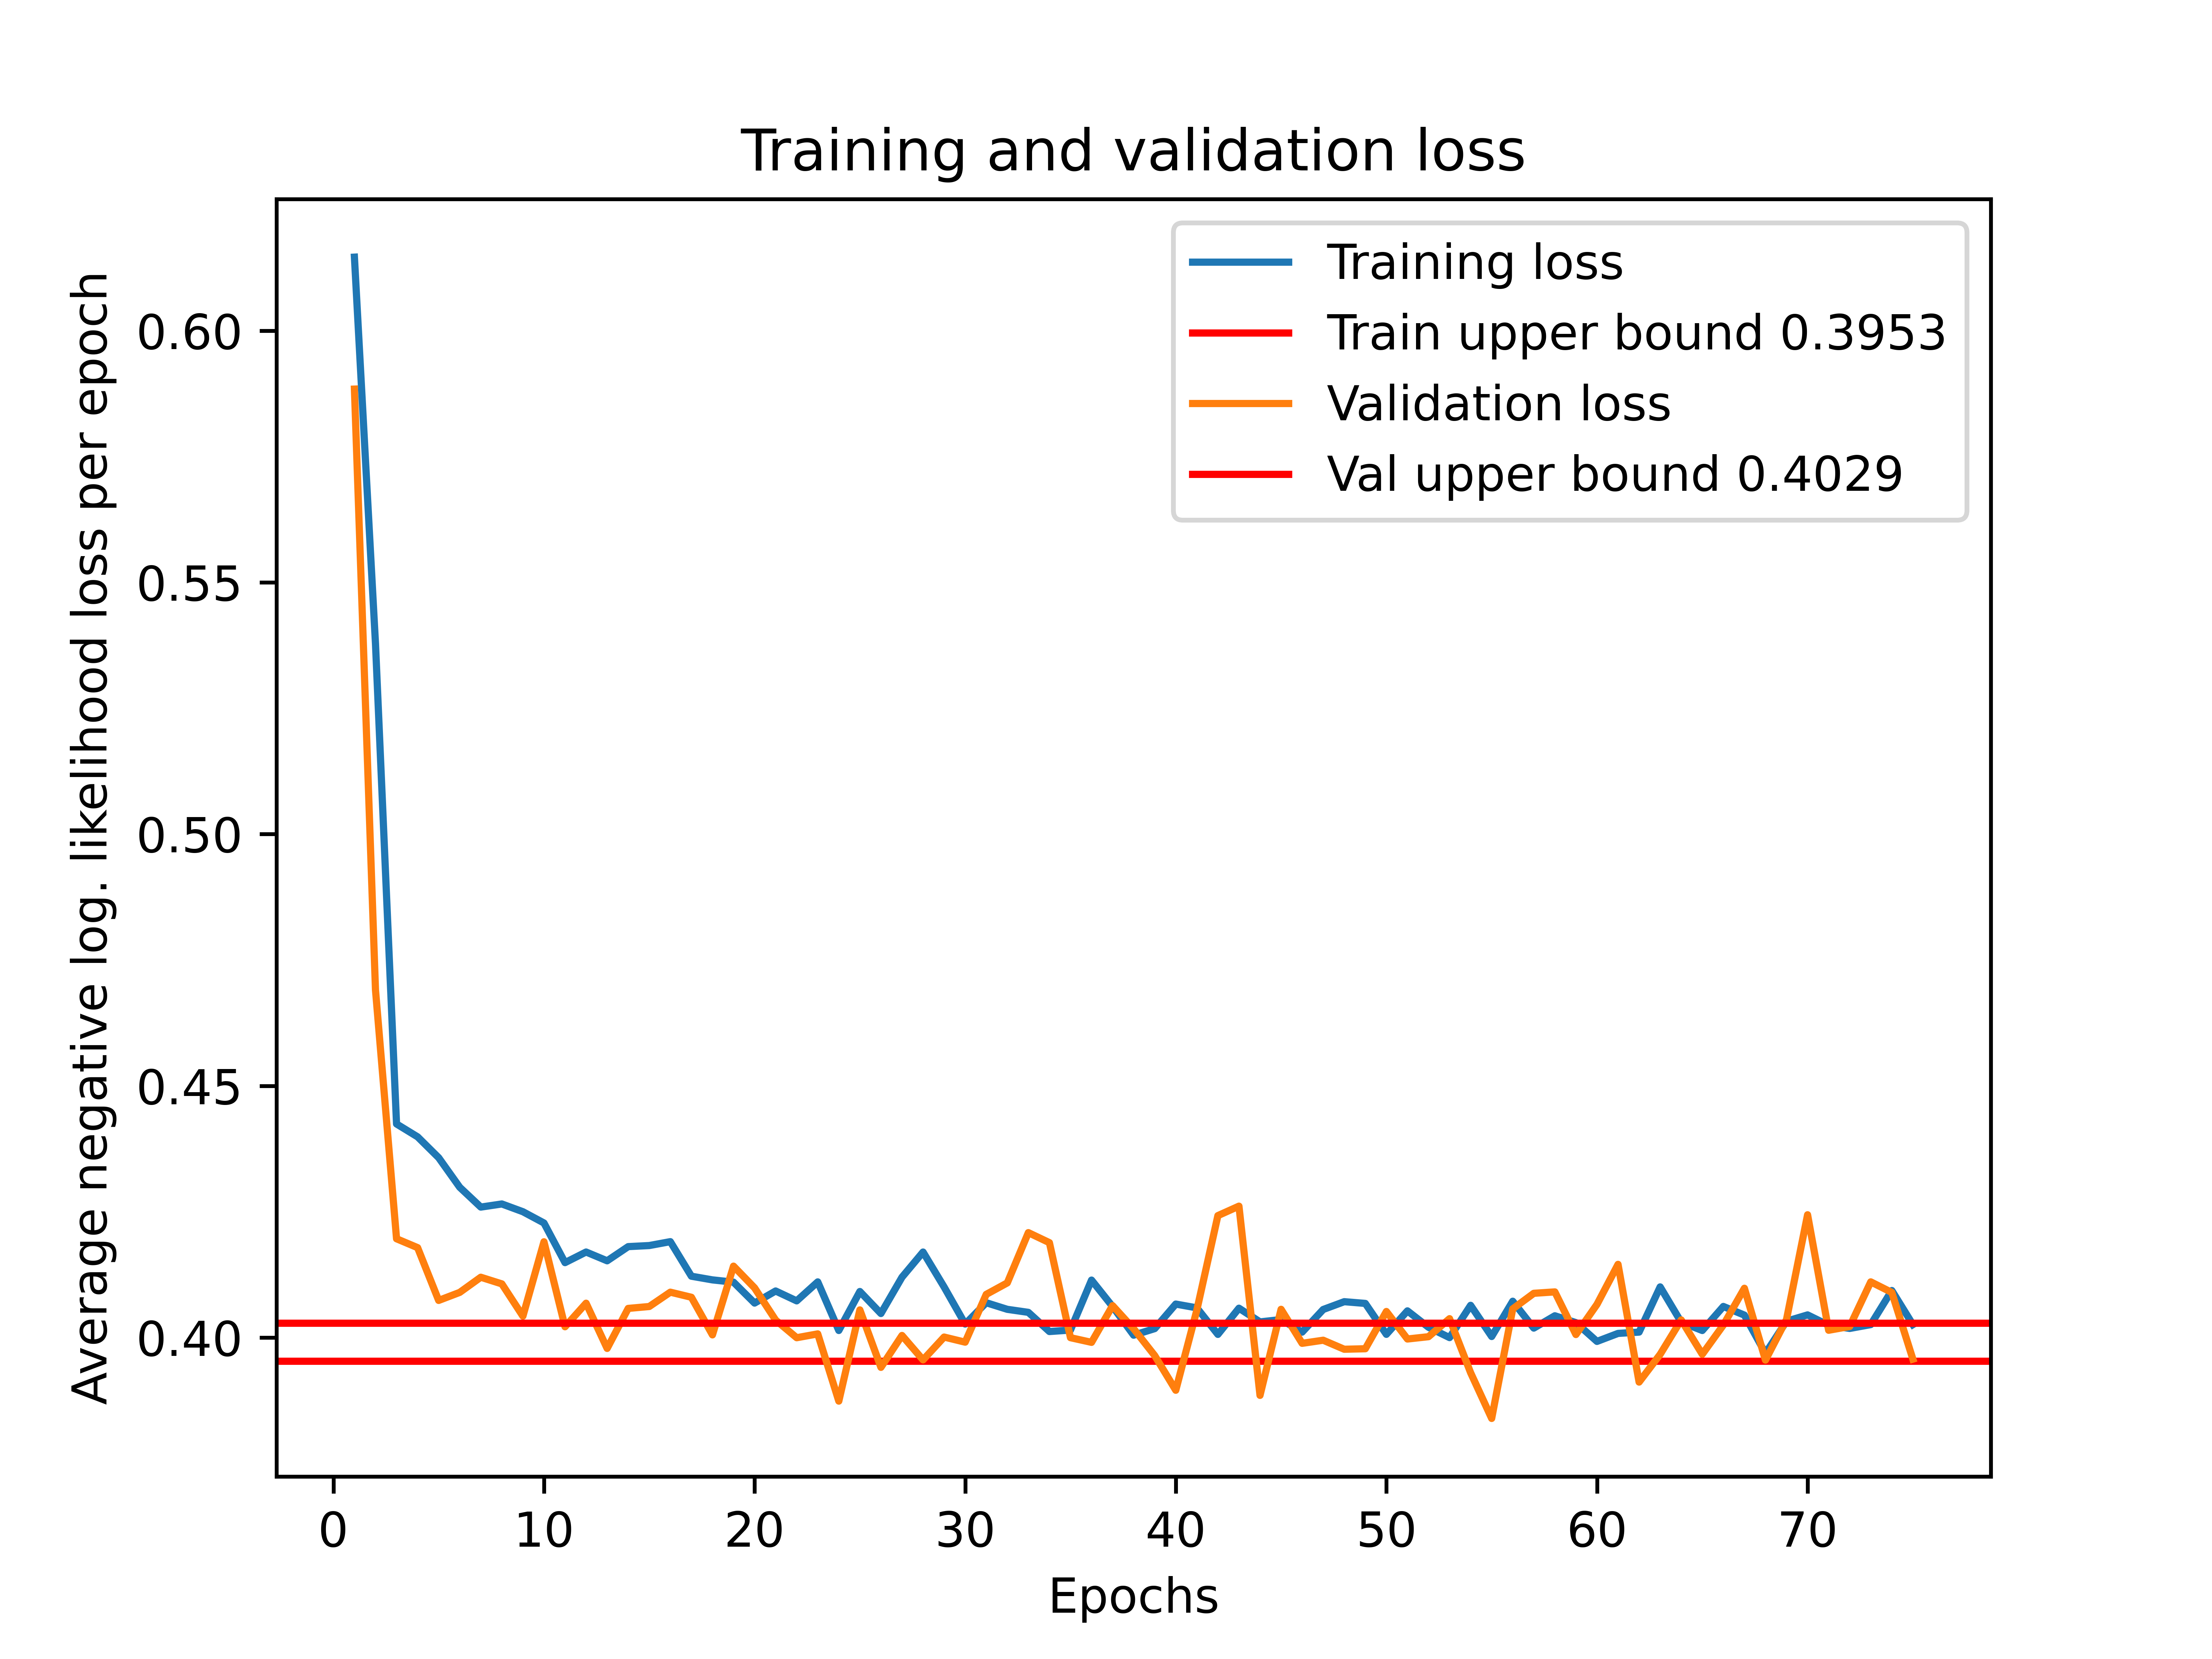 Training and validation loss
Training loss
Train upper bound 0.3953
Validation loss
Val upper bound 0.4029
Average negative log. likelihood loss per epoch
0.60
0.55
0.50
0.45
0.40
0 10 20 30 40 50 60 70
Epochs